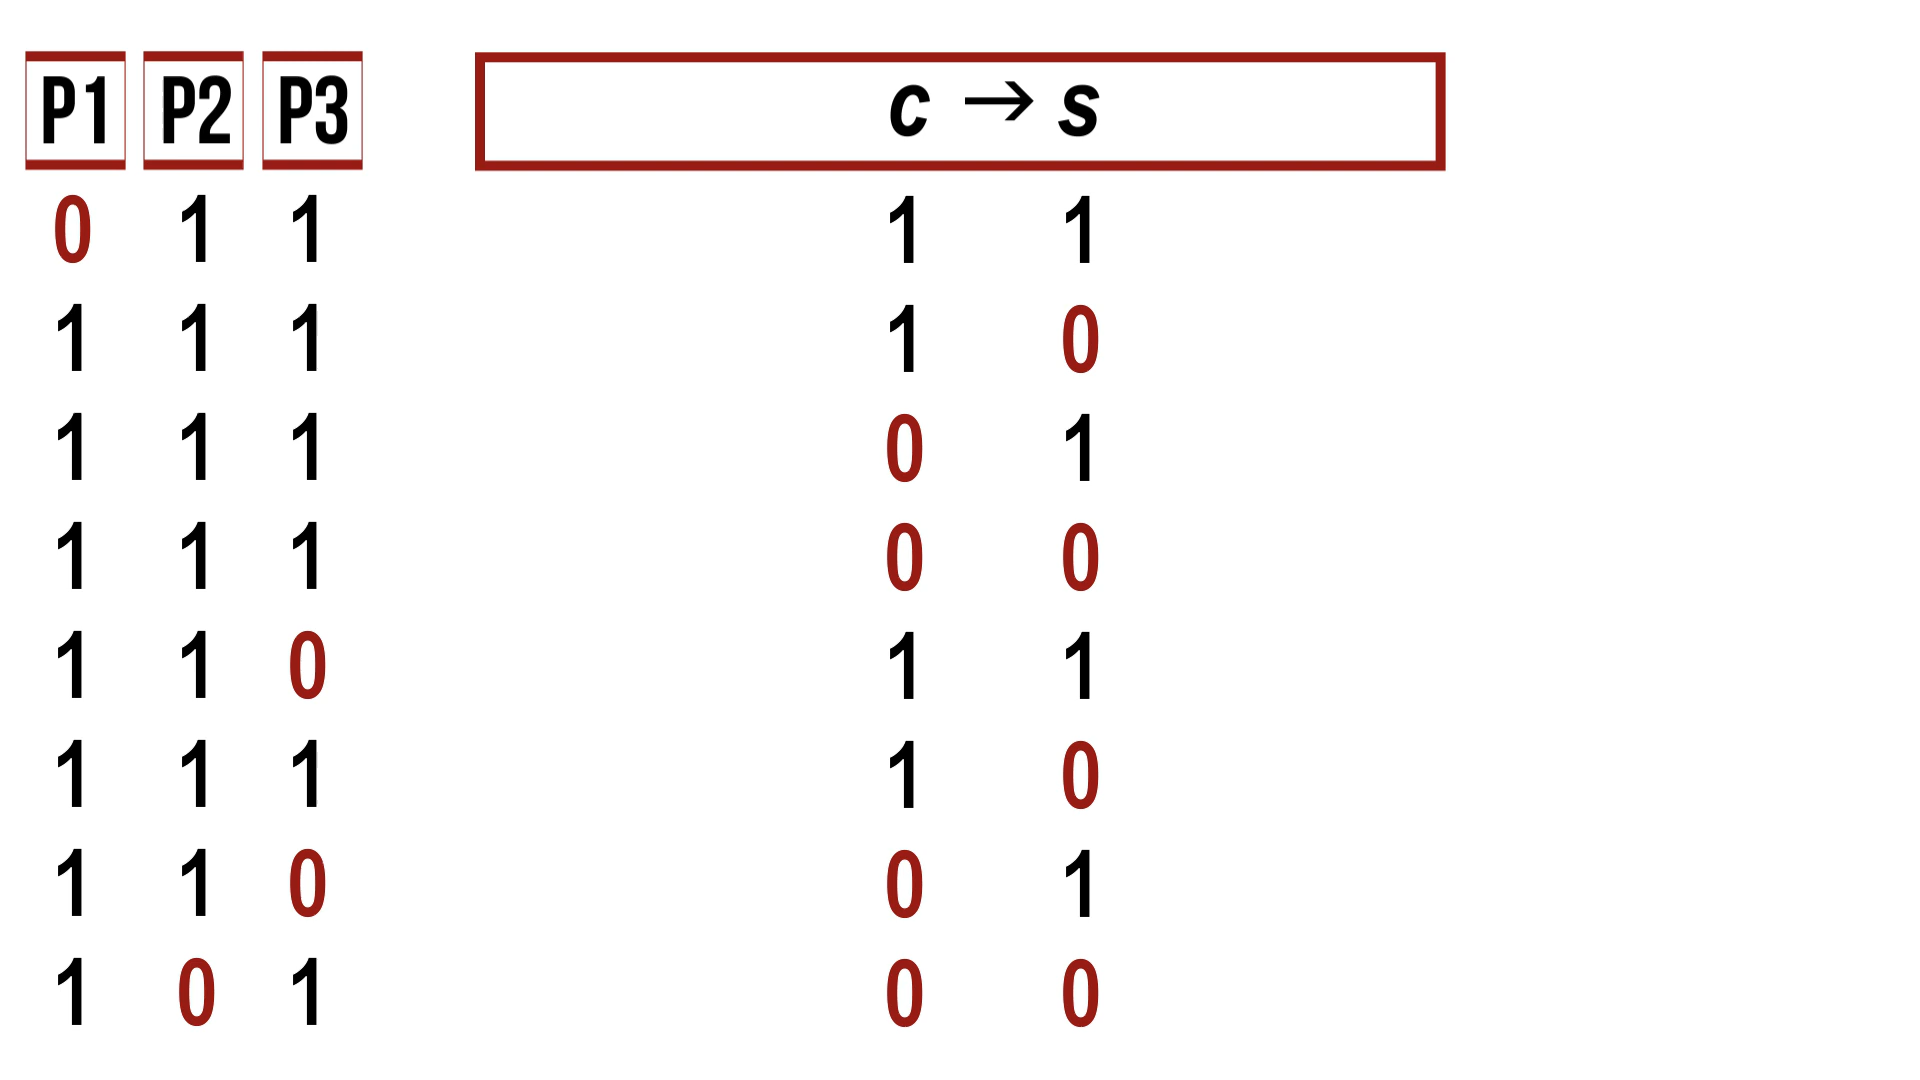 P1 P2 P3 c → s
0 1 1 1 1
1 1 1 1 0
1 1 1 0 1
1 1 1 0 0
1 1 0 1 1
1 1 1 1 0
1 1 0 0 1
1 0 1 0 0